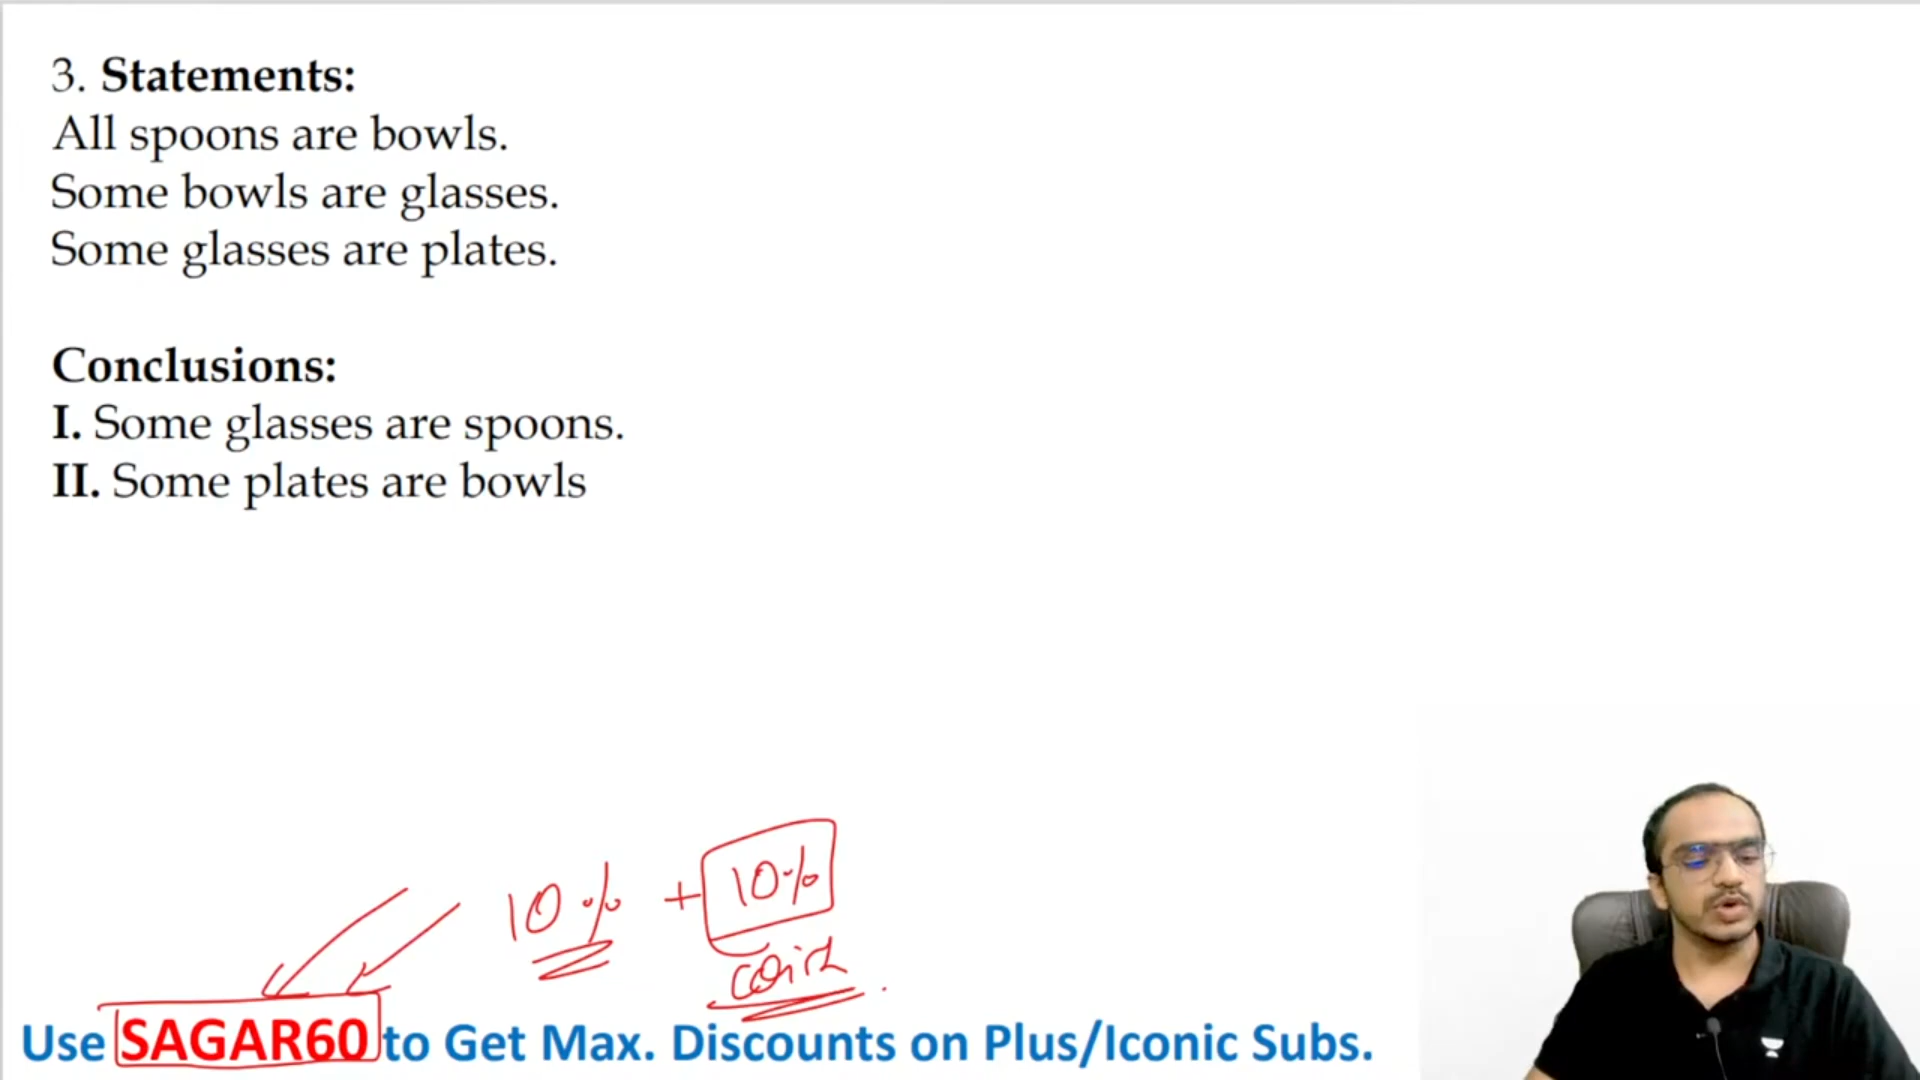 3. Statements:
All spoons are bowls.
Some bowls are glasses.
Some glasses are plates.
Conclusions:
I. Some glasses are spoons.
II. Some plates are bowls
10% + 10%
Use SAGAR60 to Get Max. Discounts on Plus/Iconic Subs.